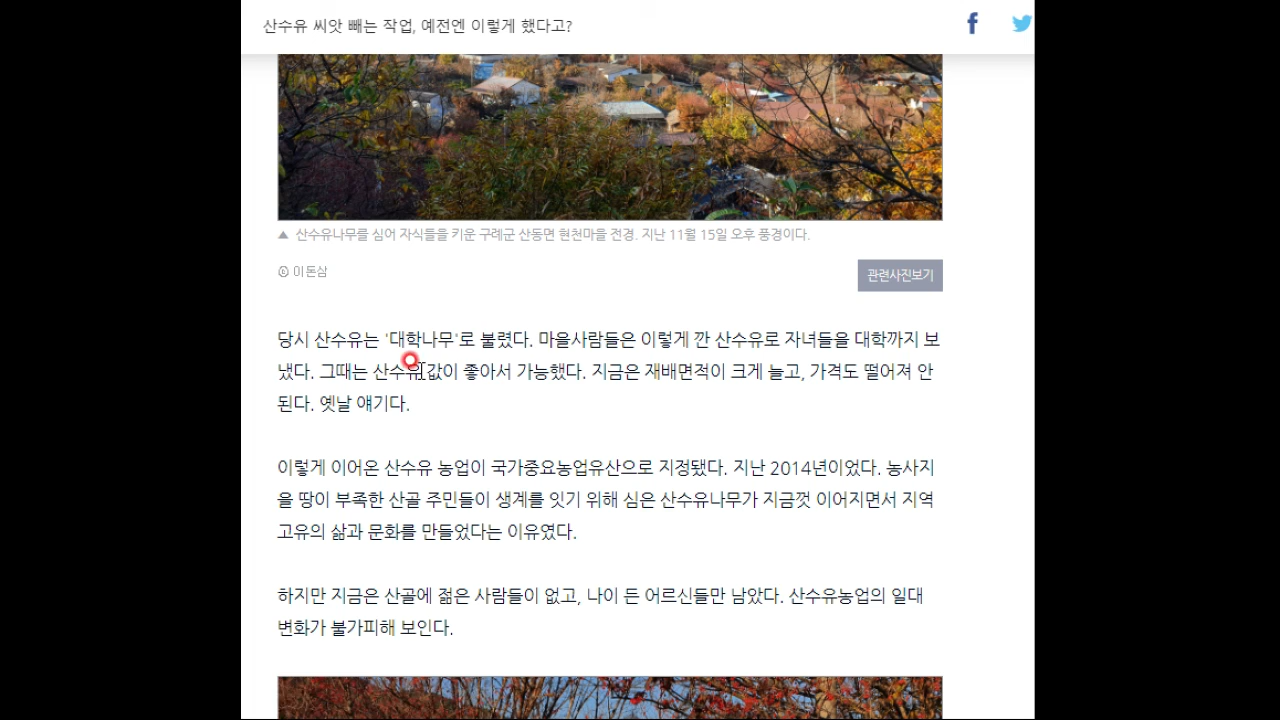 산수유 씨앗 빼는 작업, 예전엔 이렇게 했다고?
▲ 산수유나무를 심어 자식들을 키운 구례군 산동면 현천마을 전경. 지난 11월 15일 오후 풍경이다.
ⓒ 이돈삼
관련사진보기
당시 산수유는 '대학나무'로 불렸다. 마을사람들은 이렇게 깐 산수유로 자녀들을 대학까지 보
냈다. 그때는 산수유 값이 좋아서 가능했다. 지금은 재배면적이 크게 늘고, 가격도 떨어져 안
된다. 옛날 얘기다.
이렇게 이어온 산수유 농업이 국가중요농업유산으로 지정됐다. 지난 2014년이었다. 농사지
을 땅이 부족한 산골 주민들이 생계를 잇기 위해 심은 산수유나무가 지금껏 이어지면서 지역
고유의 삶과 문화를 만들었다는 이유였다.
하지만 지금은 산골에 젊은 사람들이 없고, 나이 든 어르신들만 남았다. 산수유농업의 일대
변화가 불가피해 보인다.